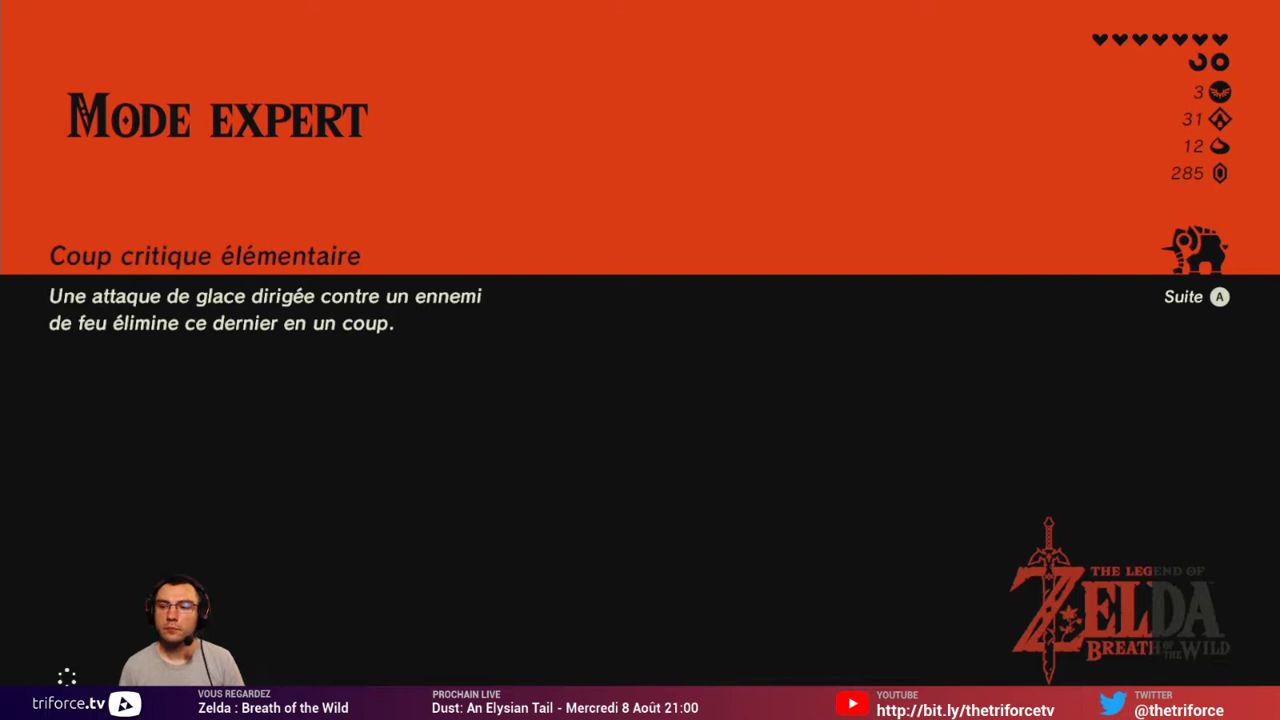 Mode expert
3
31
12
285
Coup critique élémentaire
Une attaque de glace dirigée contre un ennemi
de feu élimine ce dernier en un coup.
Suite A
THE LEGEND OF
ZELDA
BREATH OF THE WILD
triforce.tv
VOUS REGARDEZ
Zelda : Breath of the Wild
PROCHAIN LIVE
Dust: An Elysian Tail - Mercredi 8 Août 21:00
YOUTUBE
http://bit.ly/thetriforcetv
TWITTER
@thetriforce